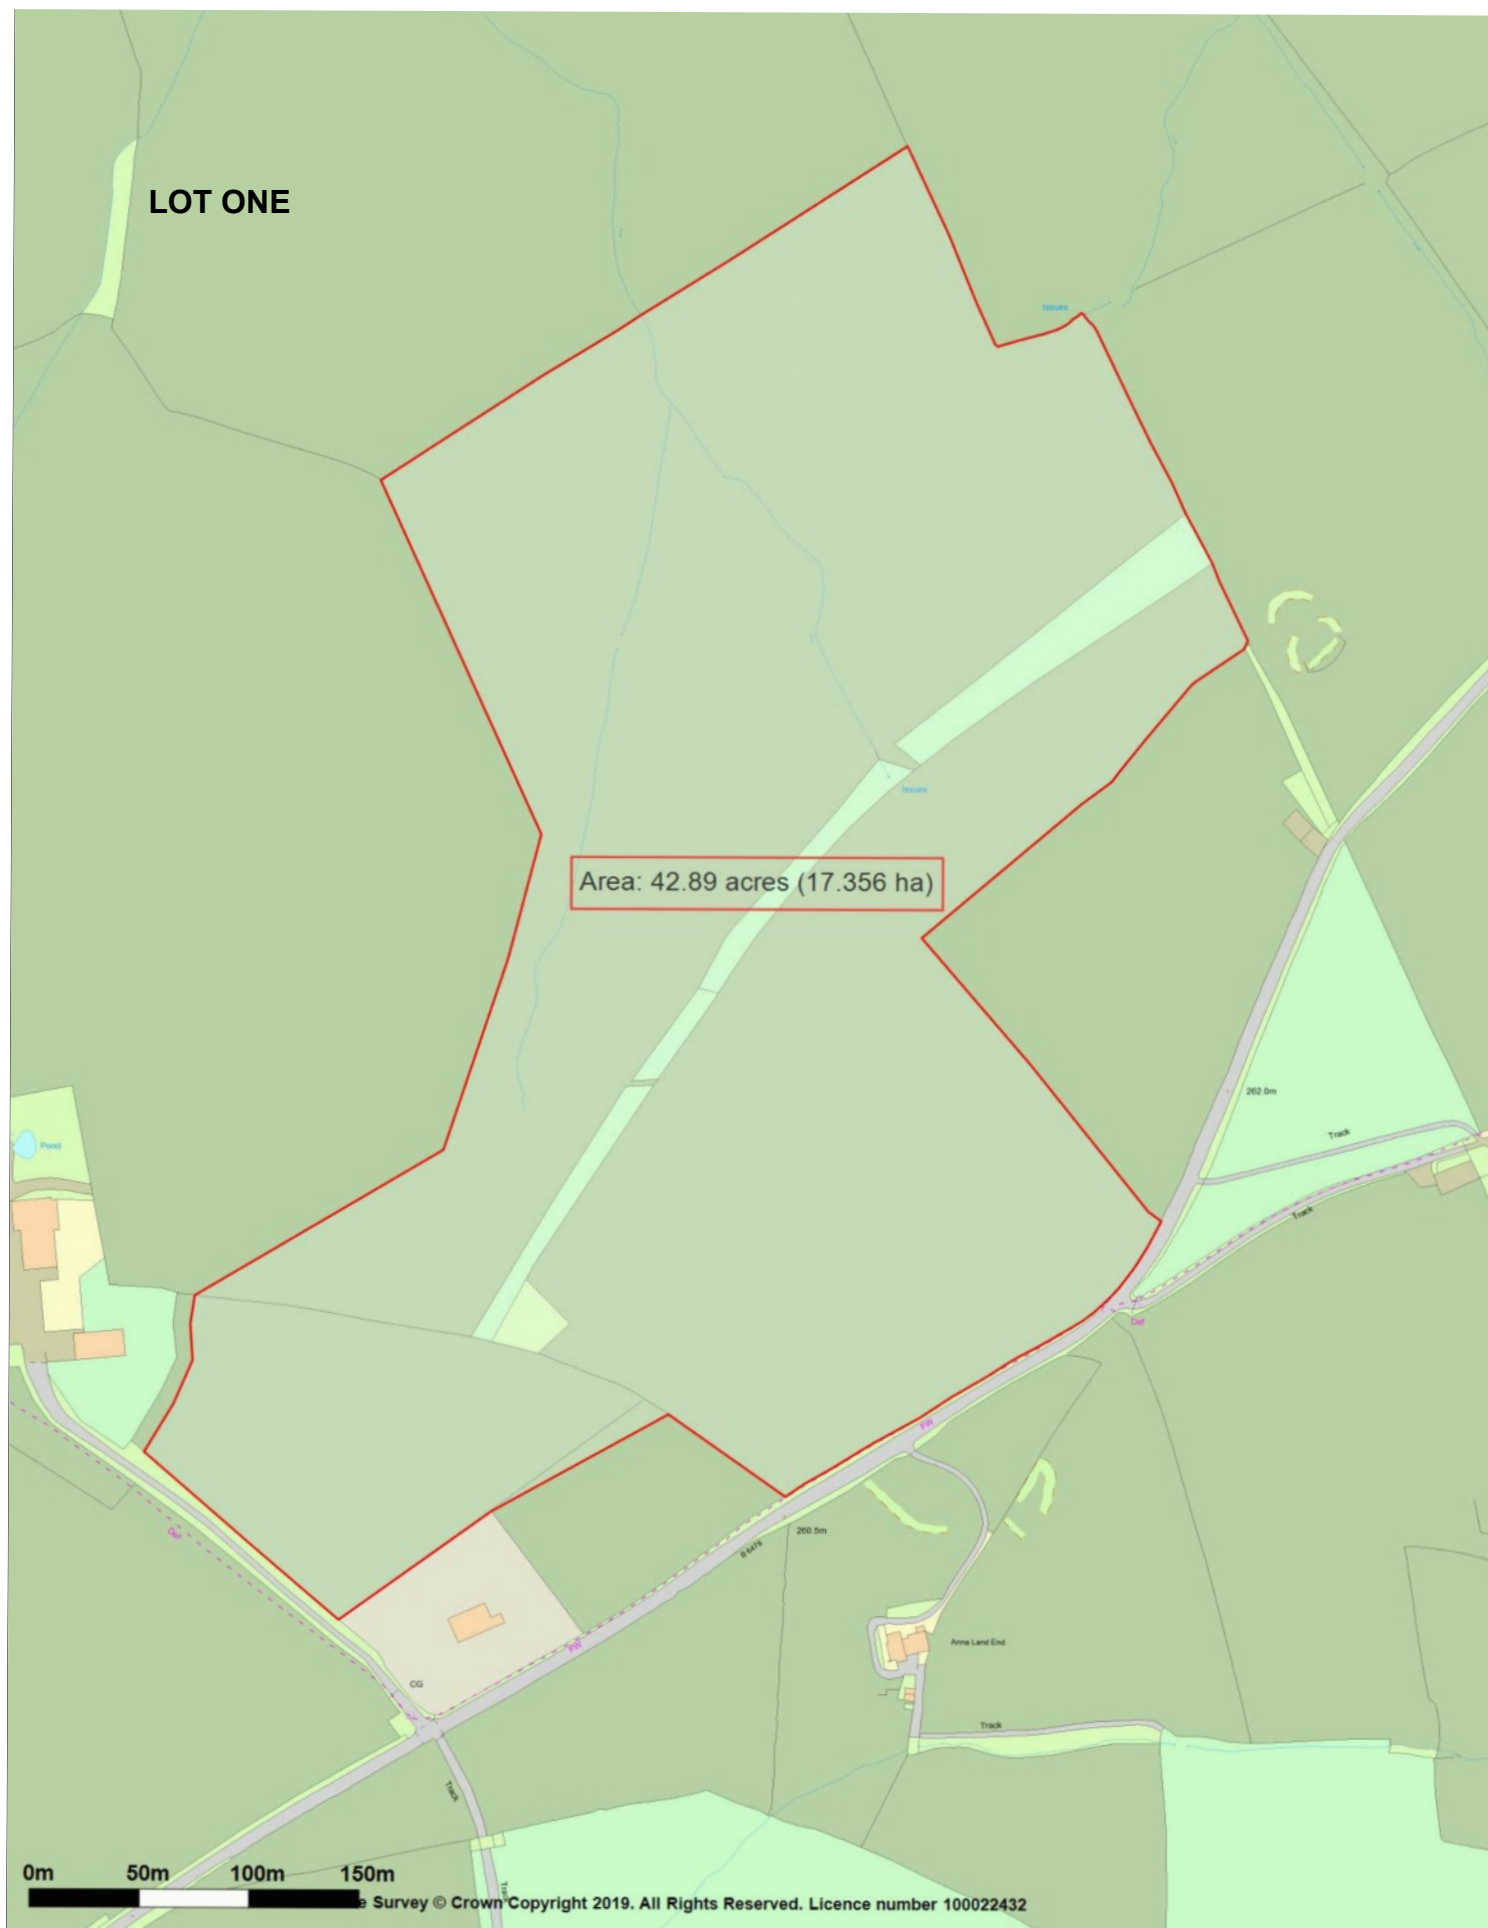 LOT ONE
Issues
Issues
Area: 42.89 acres (17.356 ha)
262.0m
Track
Pond
Track
Def
FW
Def
260.5m
B 6478
FW
Anna Land End
CG
Track
Track
0m 50m 100m 150m
e Survey © Crown Copyright 2019. All Rights Reserved. Licence number 100022432